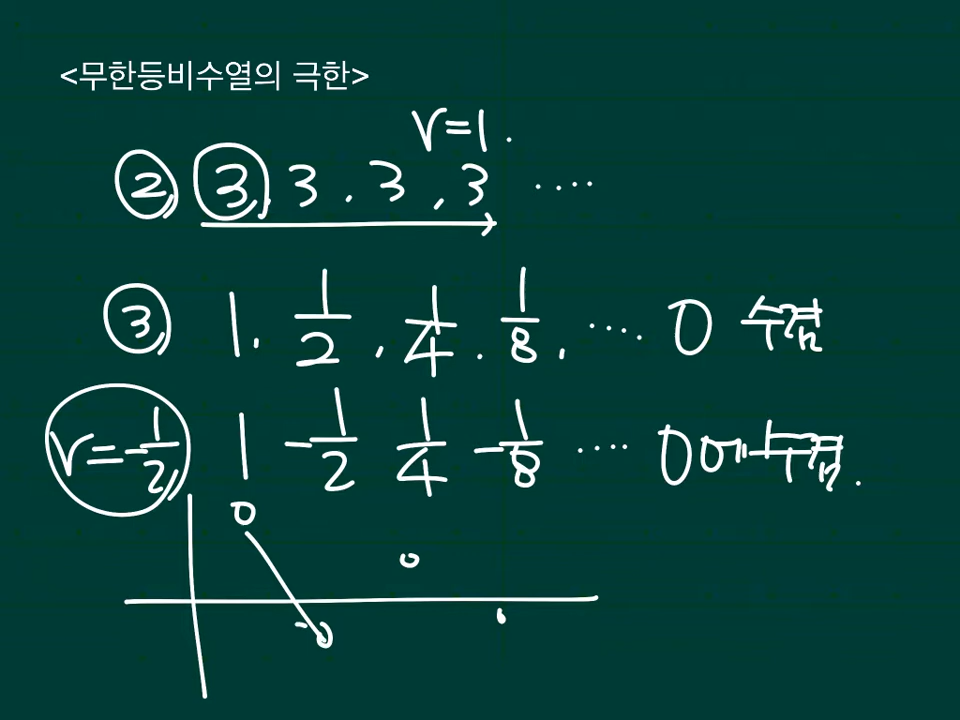 <무한등비수열의 극한>
r=1.
②, 3, 3, 3, 3 ....
③, 1, 1/2, 1/4, 1/8, .... 0 수렴
r=-1/2, 1 -1/2 1/4 -1/8 .... 0에 수렴.